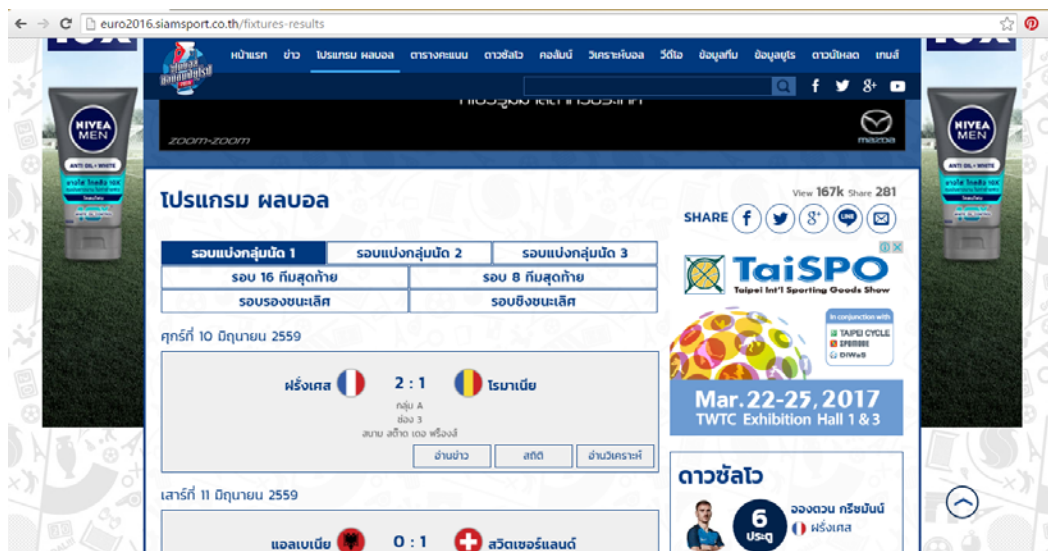 euro2016.siamsport.co.th/fixtures-results
หน้าแรก ข่าว โปรแกรม ผลบอล ตารางคะแนน ดาวซัลโว คอลัมน์ วิเคราะห์บอล วีดีโอ ข้อมูลทีม ข้อมูลยูโร ดาวน์โหลด เกมส์
zoom-zoom
mazda
NIVEA
MEN
ANTI OIL + WHITE
NIVEA
MEN
ANTI OIL + WHITE
โปรแกรม ผลบอล
View 167k Share 281
SHARE
LINE
รอบแบ่งกลุ่มนัด 1 รอบแบ่งกลุ่มนัด 2 รอบแบ่งกลุ่มนัด 3
รอบ 16 ทีมสุดท้าย รอบ 8 ทีมสุดท้าย
รอบรองชนะเลิศ รอบชิงชนะเลิศ
TaiSPO
Taipei Int'l Sporting Goods Show
In conjunction with
TAIPEI CYCLE
SPOMODE
DiWaS
Mar.22-25, 2017
TWTC Exhibition Hall 1 & 3
ศุกร์ที่ 10 มิถุนายน 2559
ฝรั่งเศส 2 : 1 โรมาเนีย
กลุ่ม A
ช่อง 3
สนาม สต๊าด เดอ ฟร๊องส์
อ่านข่าว สถิติ อ่านวิเคราะห์
ดาวซัลโว
6
ประตู
อองตวน กรีซมันน์
ฝรั่งเศส
เสาร์ที่ 11 มิถุนายน 2559
แอลเบเนีย 0 : 1 สวิตเซอร์แลนด์